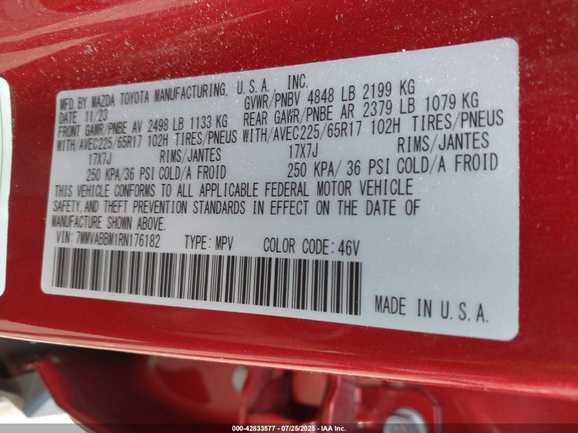 MFD. BY MAZDA TOYOTA MANUFACTURING, U.S.A., INC.
DATE 11/23 GVWR/PNBV 4848 LB 2199 KG
FRONT GAWR/PNBE AV 2498 LB 1133 KG REAR GAWR/PNBE AR 2379 LB 1079 KG
WITH/AVEC225/65R17 102H TIRES/PNEUS WITH/AVEC225/65R17 102H TIRES/PNEUS
17X7J RIMS/JANTES 17X7J RIMS/JANTES
250 KPA/ 36 PSI COLD/A FROID 250 KPA/ 36 PSI COLD/A FROID
THIS VEHICLE CONFORMS TO ALL APPLICABLE FEDERAL MOTOR VEHICLE
SAFETY, AND THEFT PREVENTION STANDARDS IN EFFECT ON THE DATE OF
MANUFACTURE SHOWN ABOVE.
VIN: 7MMVABBM1RN176182 TYPE: MPV COLOR CODE: 46V
MADE IN U.S.A.
000-42833577 - 07/25/2025 - IAA Inc.